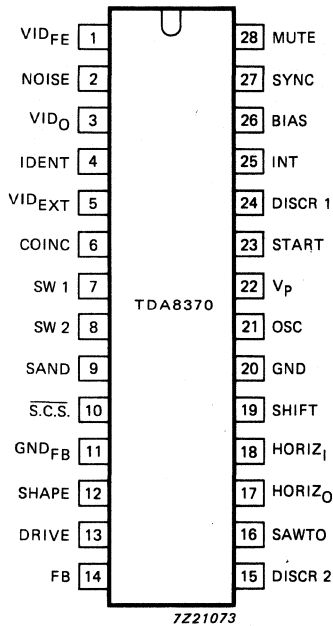 VIDFE 1 28 MUTE
NOISE 2 27 SYNC
VIDO 3 26 BIAS
IDENT 4 25 INT
VIDEXT 5 24 DISCR 1
COINC 6 23 START
SW 1 7 22 VP
SW 2 8 21 OSC
TDA8370
SAND 9 20 GND
S.C.S. 10 19 SHIFT
GNDFB 11 18 HORIZI
SHAPE 12 17 HORIZO
DRIVE 13 16 SAWTO
FB 14 15 DISCR 2
7Z21073